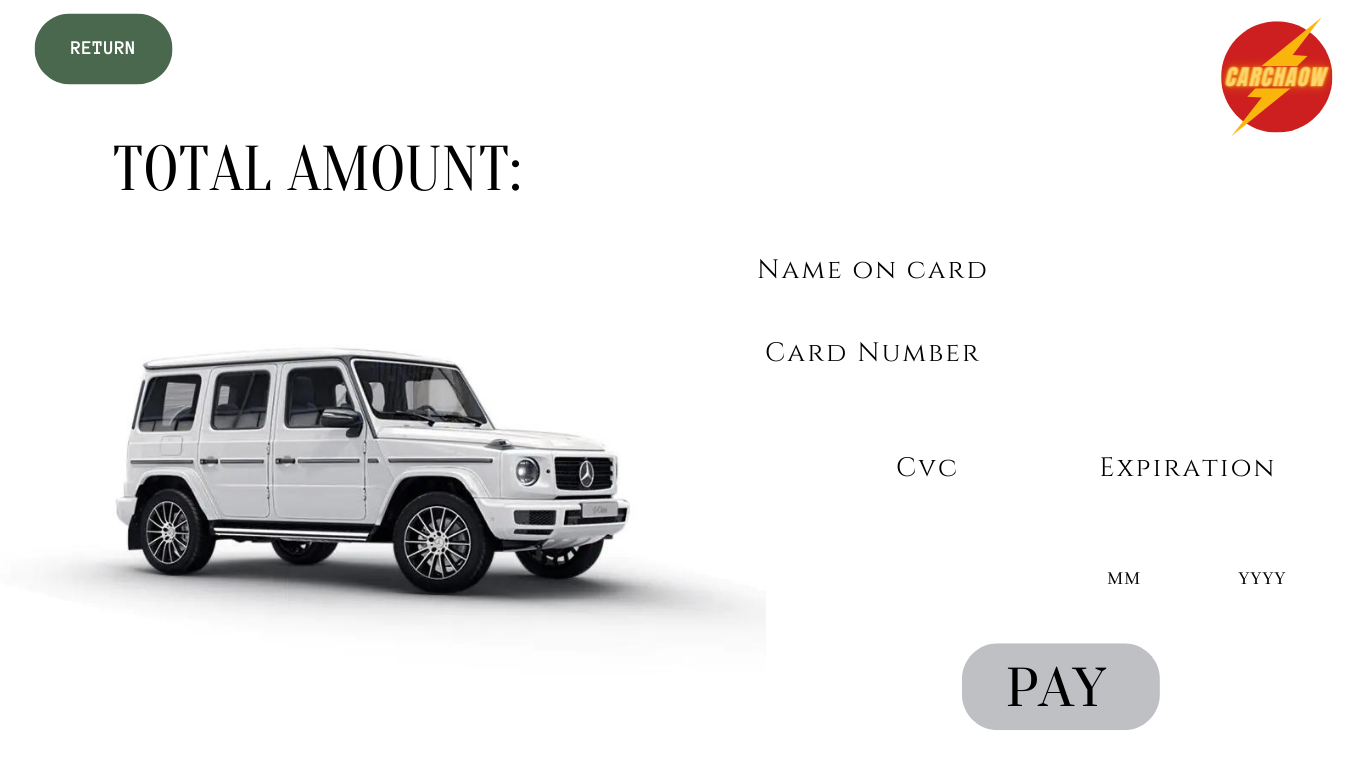 RETURN
CARCHAOW
TOTAL AMOUNT:
Name on card
Card Number
Cvc
Expiration
MM
YYYY
PAY